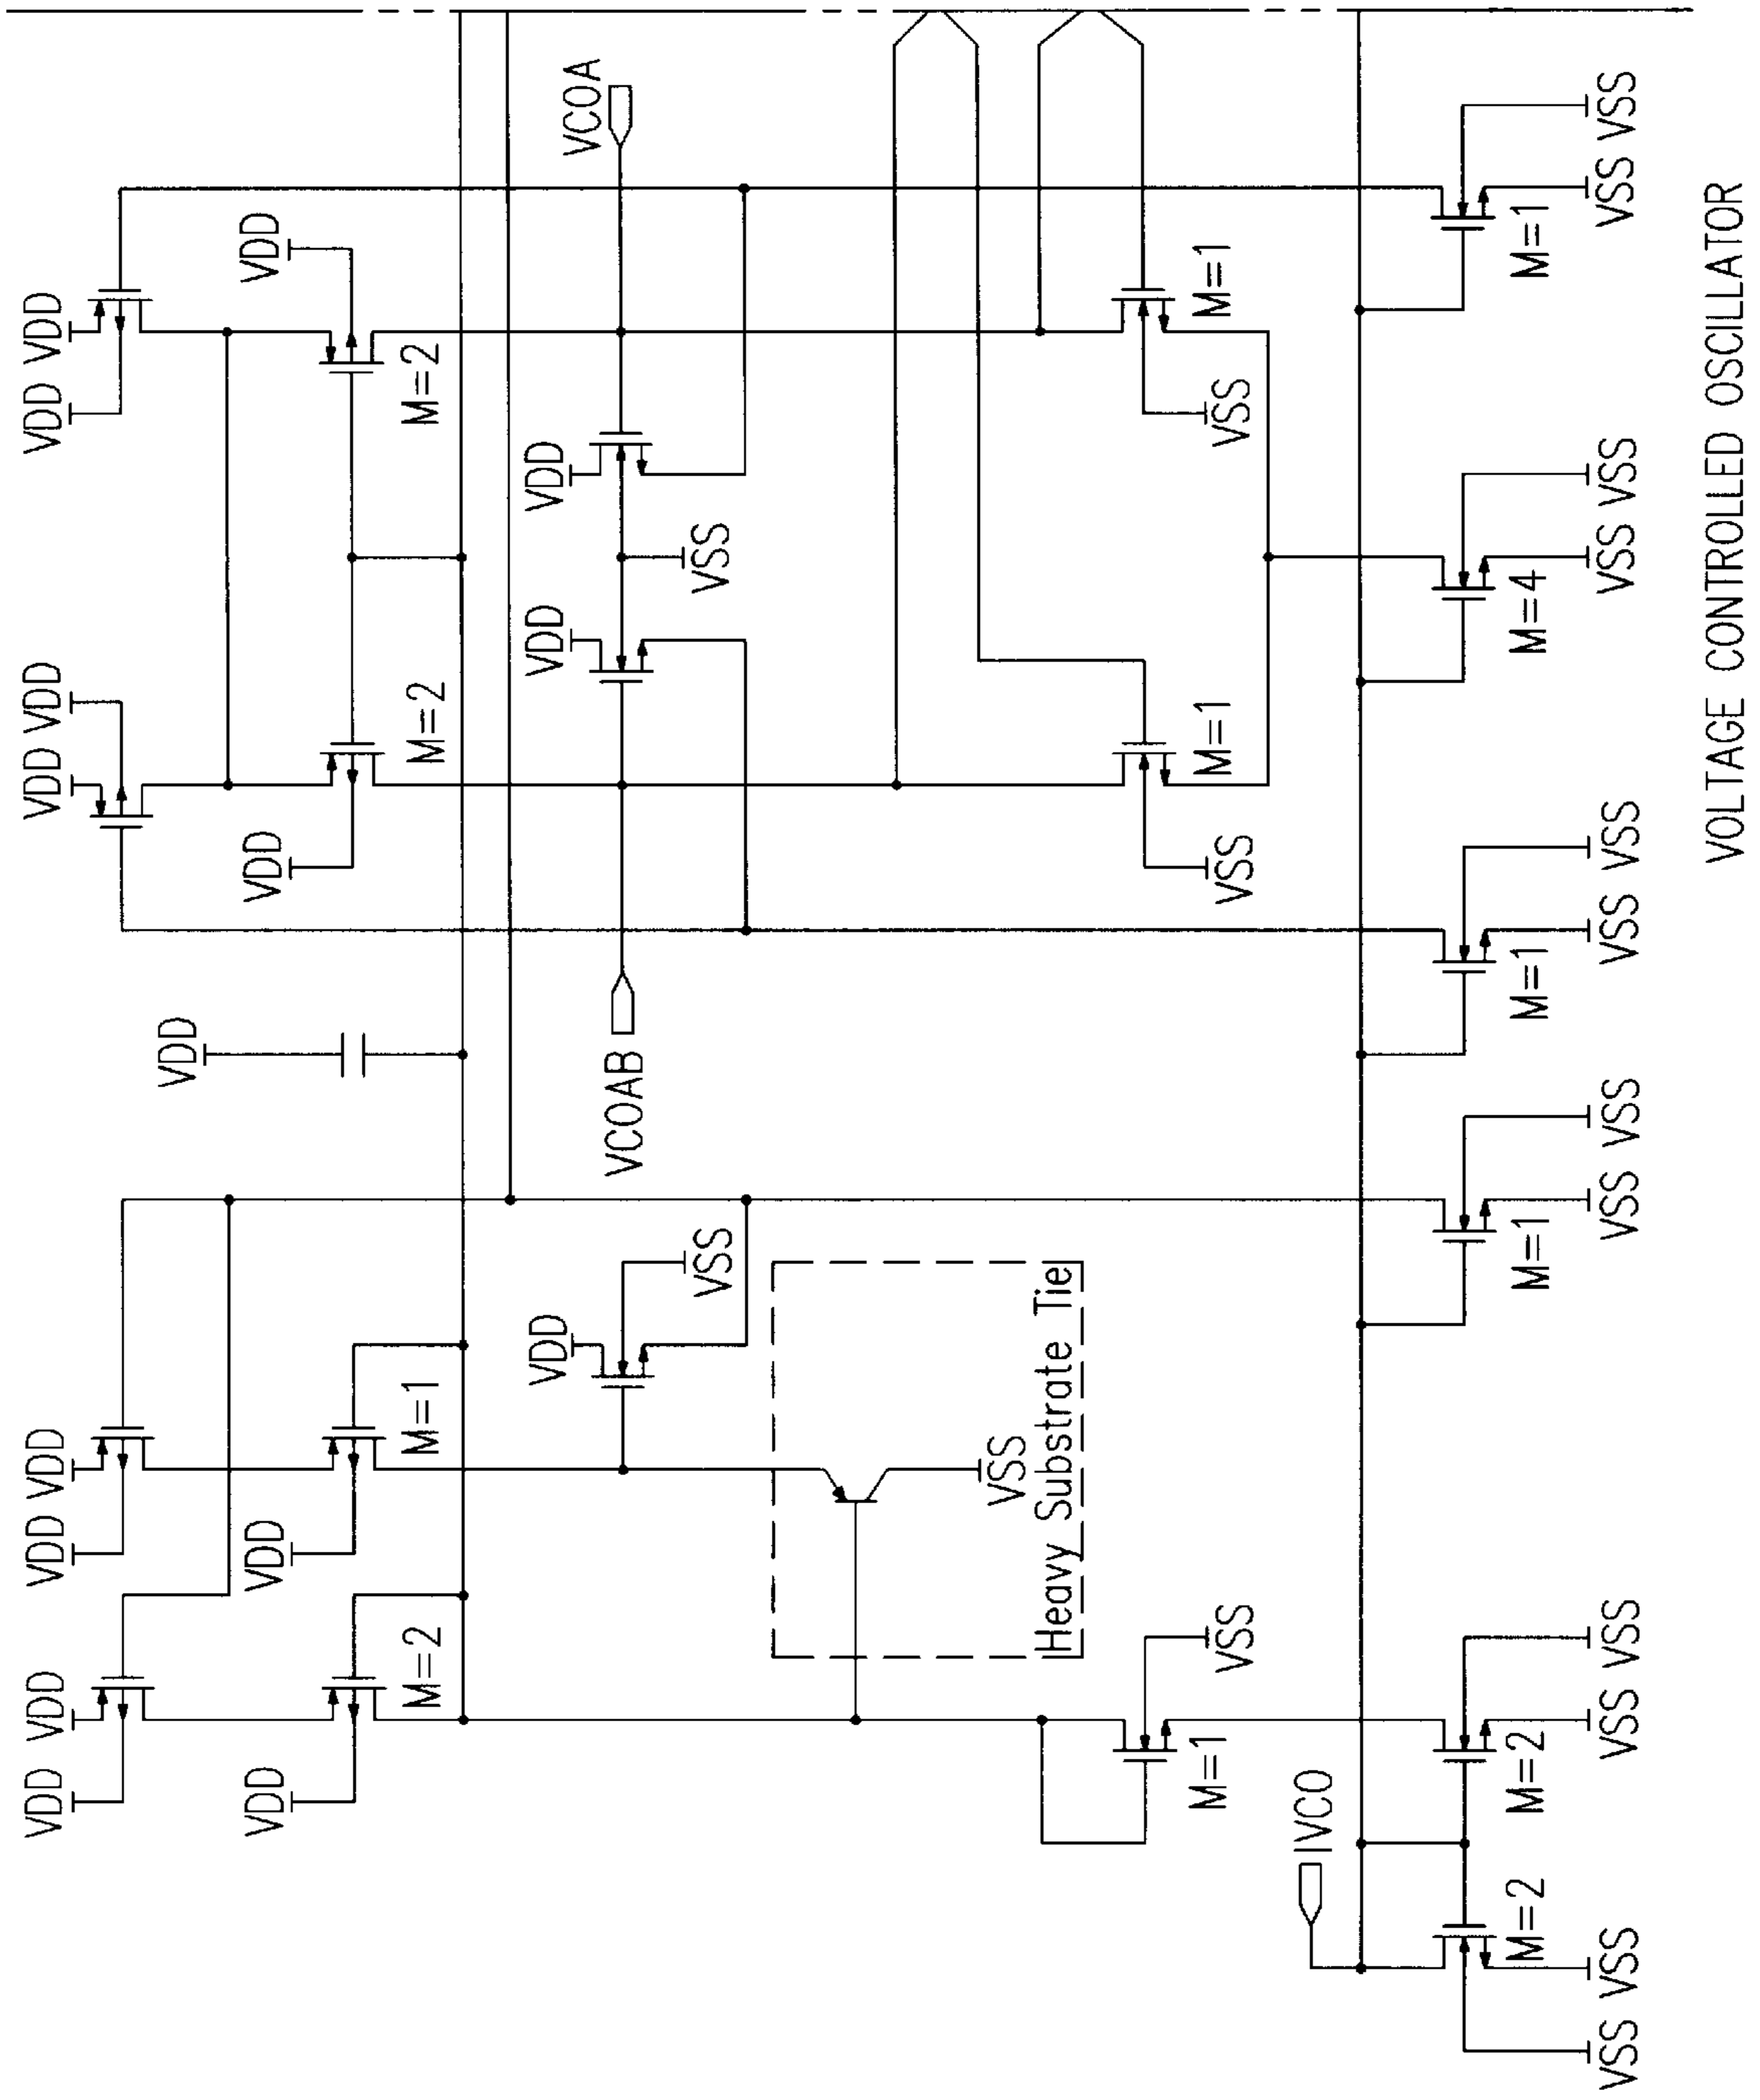 VDD VDD
VDD VDD
VDD VDD
VDD VDD
VDD
VDD
VDD
VDD
VDD
M=2
M=1
M=2
M=2
VDD
VDD
VDD
VCOA
VCOAB
VSS
VSS
VSS
Heavy Substrate Tie
M=1
VSS
VSS
M=1
VSS
M=1
IVCO
M=2
M=2
M=1
M=1
M=4
M=1
VSS VSS
VSS VSS
VSS VSS
VSS VSS
VSS VSS
VSS VSS
VOLTAGE CONTROLLED OSCILLATOR